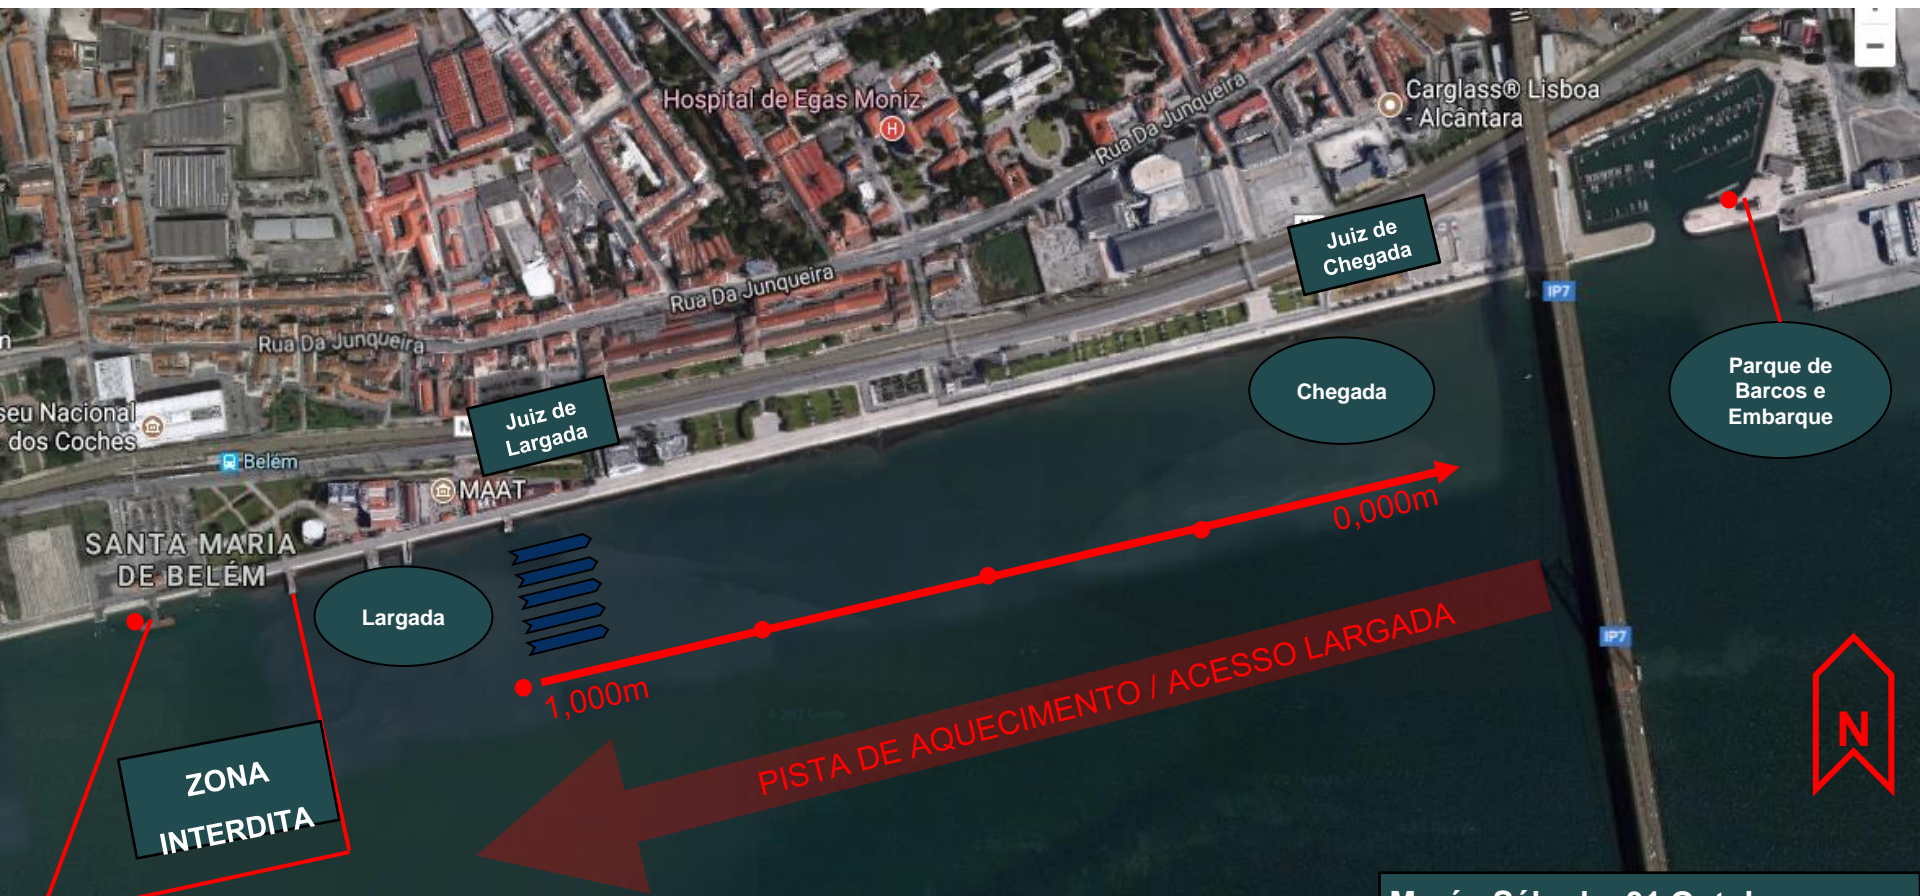 Hospital de Egas Moniz
H
Carglass® Lisboa
- Alcântara
Rua Da Junqueira
Juiz de
Chegada
Rua Da Junqueira
IP7
Rua Da Junqueira
Chegada
Parque de
Barcos e
Embarque
Juiz de
Largada
seu Nacional
dos Coches
Belém
MAAT
0,000m
SANTA MARIA
DE BELÉM
Largada
IP7
1,000m
PISTA DE AQUECIMENTO / ACESSO LARGADA
N
ZONA
INTERDITA